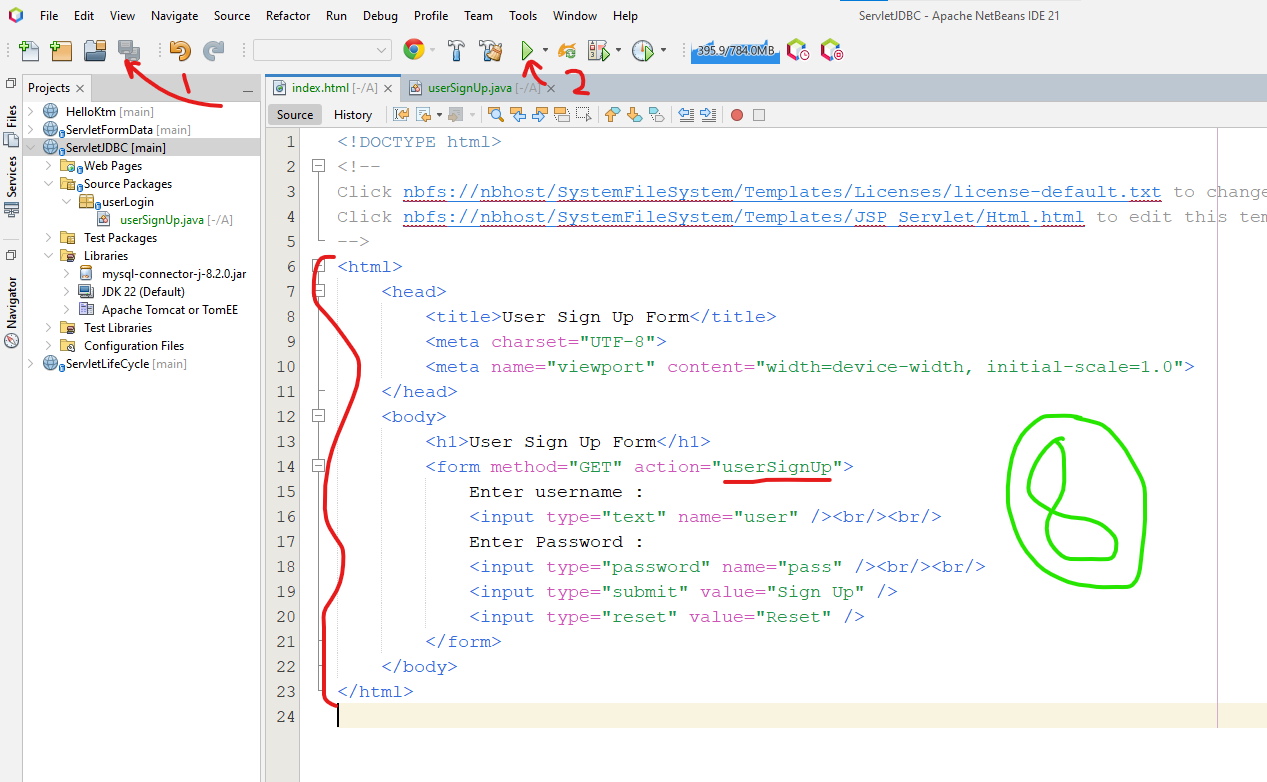 File Edit View Navigate Source Refactor Run Debug Profile Team Tools Window Help
ServletJDBC - Apache NetBeans IDE 21
395.9/784.0MB
1
2
Projects
Files
Services
Navigator
HelloKtm [main]
ServletFormData [main]
ServletJDBC [main]
Web Pages
Source Packages
userLogin
userSignUp.java [-/A]
Test Packages
Libraries
mysql-connector-j-8.2.0.jar
JDK 22 (Default)
Apache Tomcat or TomEE
Test Libraries
Configuration Files
ServletLifeCycle [main]
index.html [-/A]
userSignUp.java [-/A]
Source History
1 <!DOCTYPE html>
2 <!--
3 Click nbfs://nbhost/SystemFileSystem/Templates/Licenses/license-default.txt to change
4 Click nbfs://nbhost/SystemFileSystem/Templates/JSP_Servlet/Html.html to edit this tem
5 -->
6 <html>
7 <head>
8 <title>User Sign Up Form</title>
9 <meta charset="UTF-8">
10 <meta name="viewport" content="width=device-width, initial-scale=1.0">
11 </head>
12 <body>
13 <h1>User Sign Up Form</h1>
14 <form method="GET" action="userSignUp">
15 Enter username :
16 <input type="text" name="user" /><br/><br/>
17 Enter Password :
18 <input type="password" name="pass" /><br/><br/>
19 <input type="submit" value="Sign Up" />
20 <input type="reset" value="Reset" />
21 </form>
22 </body>
23 </html>
24